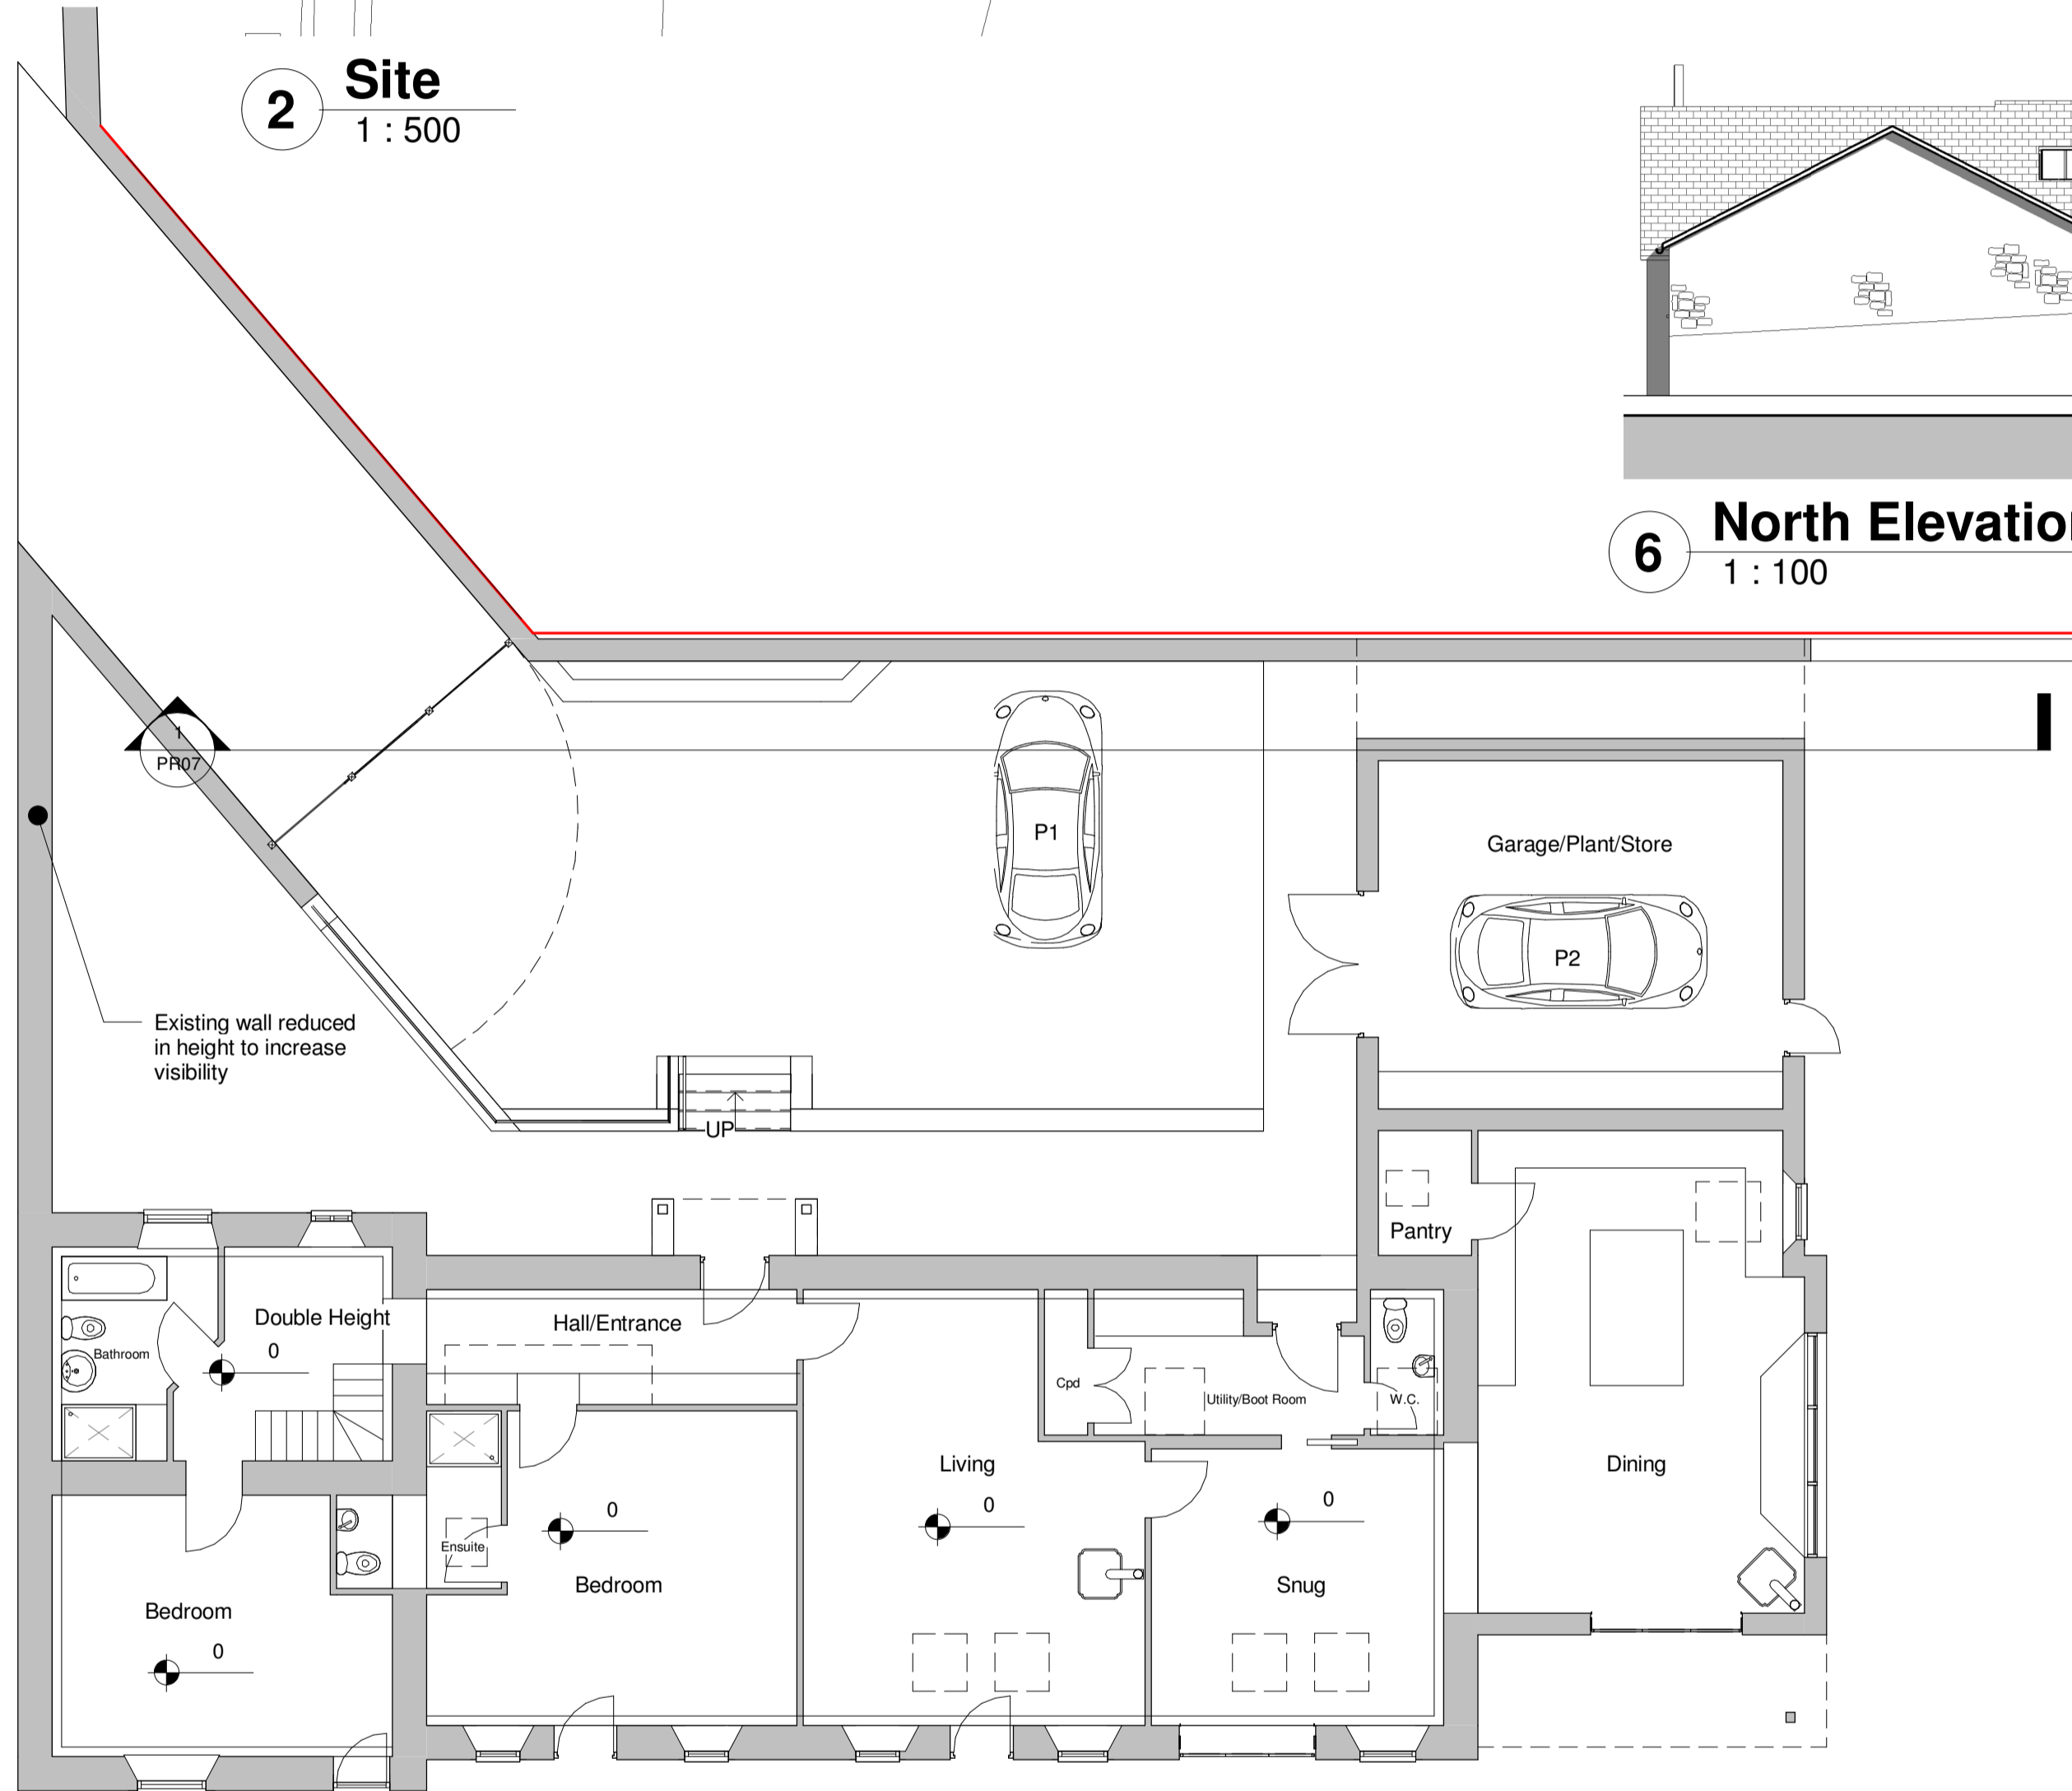 2
Site
1 : 500
6
North Elevatio
1 : 100
1
PR07
P1
Garage/Plant/Store
P2
Existing wall reduced
in height to increase
visibility
UP
Pantry
Double Height
0
Bathroom
Hall/Entrance
Cpd
Utility/Boot Room
W.C.
Living
0
Dining
0
Snug
0
Ensuite
Bedroom
Bedroom
0